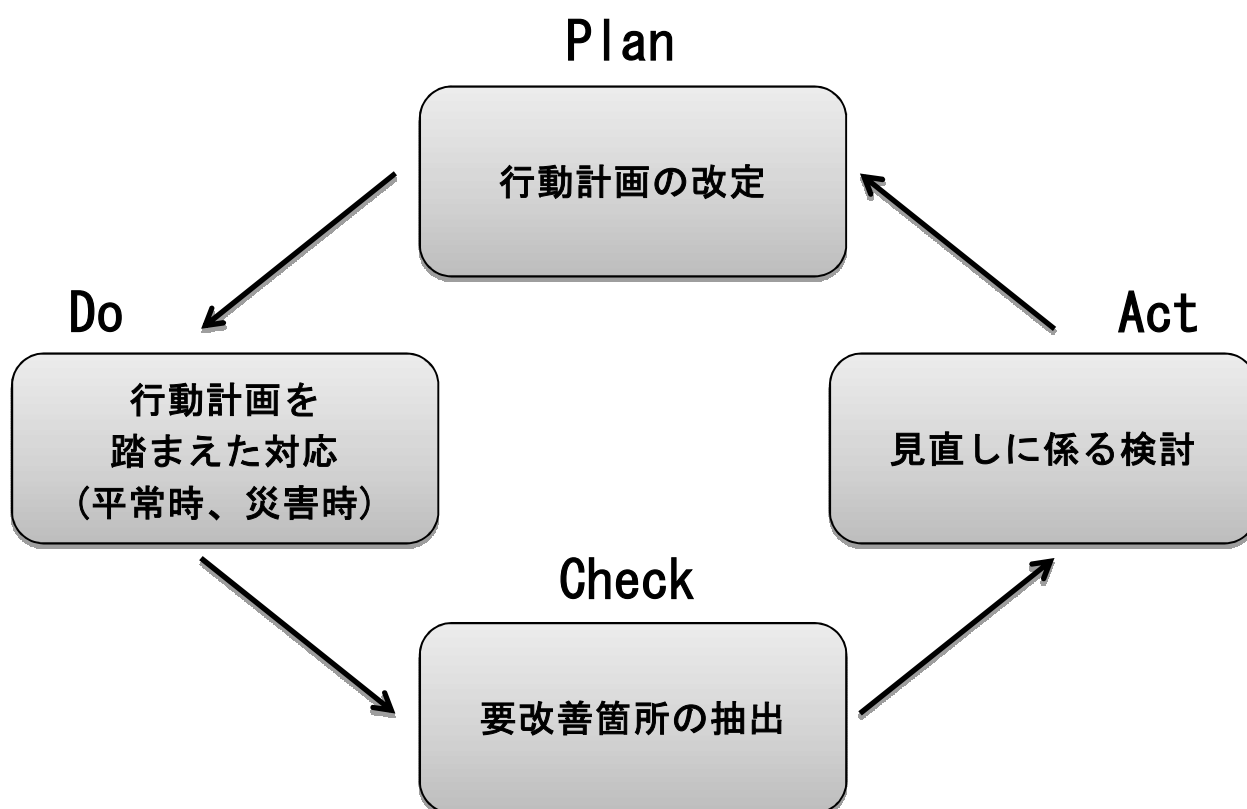 Plan
行動計画の改定
Do
行動計画を
踏まえた対応
(平常時、災害時)
Check
要改善箇所の抽出
Act
見直しに係る検討